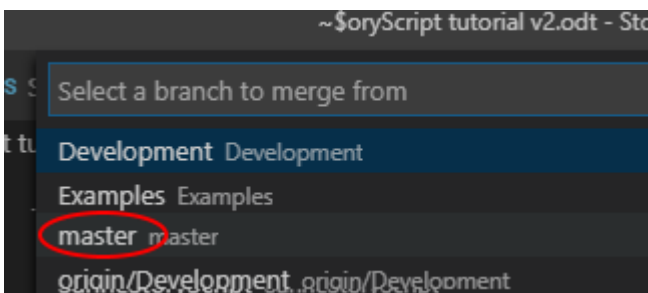 ~$oryScript tutorial v2.odt - Sto
S S
Select a branch to merge from
t tu
Development Development
Examples Examples
master master
origin/Development origin/Development